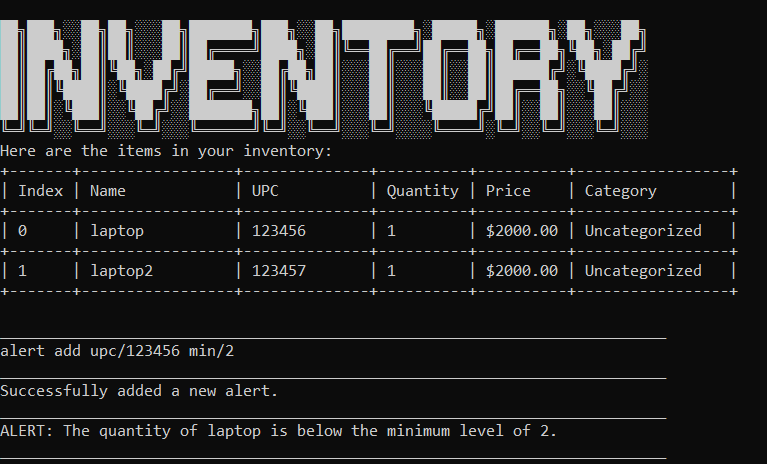 INVENTORY
Here are the items in your inventory:
| Index | Name | UPC | Quantity | Price | Category |
| 0 | laptop | 123456 | 1 | $2000.00 | Uncategorized |
| 1 | laptop2 | 123457 | 1 | $2000.00 | Uncategorized |
alert add upc/123456 min/2
Successfully added a new alert.
ALERT: The quantity of laptop is below the minimum level of 2.